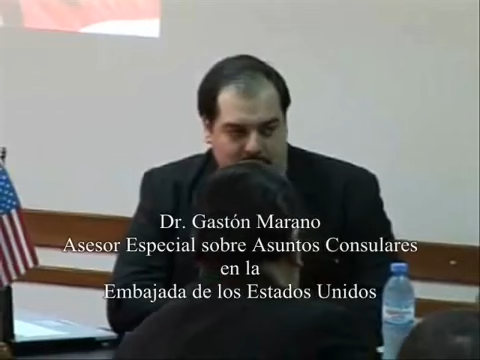 Dr. Gastón Marano
Asesor Especial sobre Asuntos Consulares
en la
Embajada de los Estados Unidos